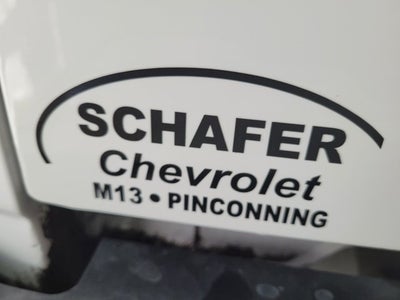 SCHAFER
Chevrolet
M13 • PINCONNING